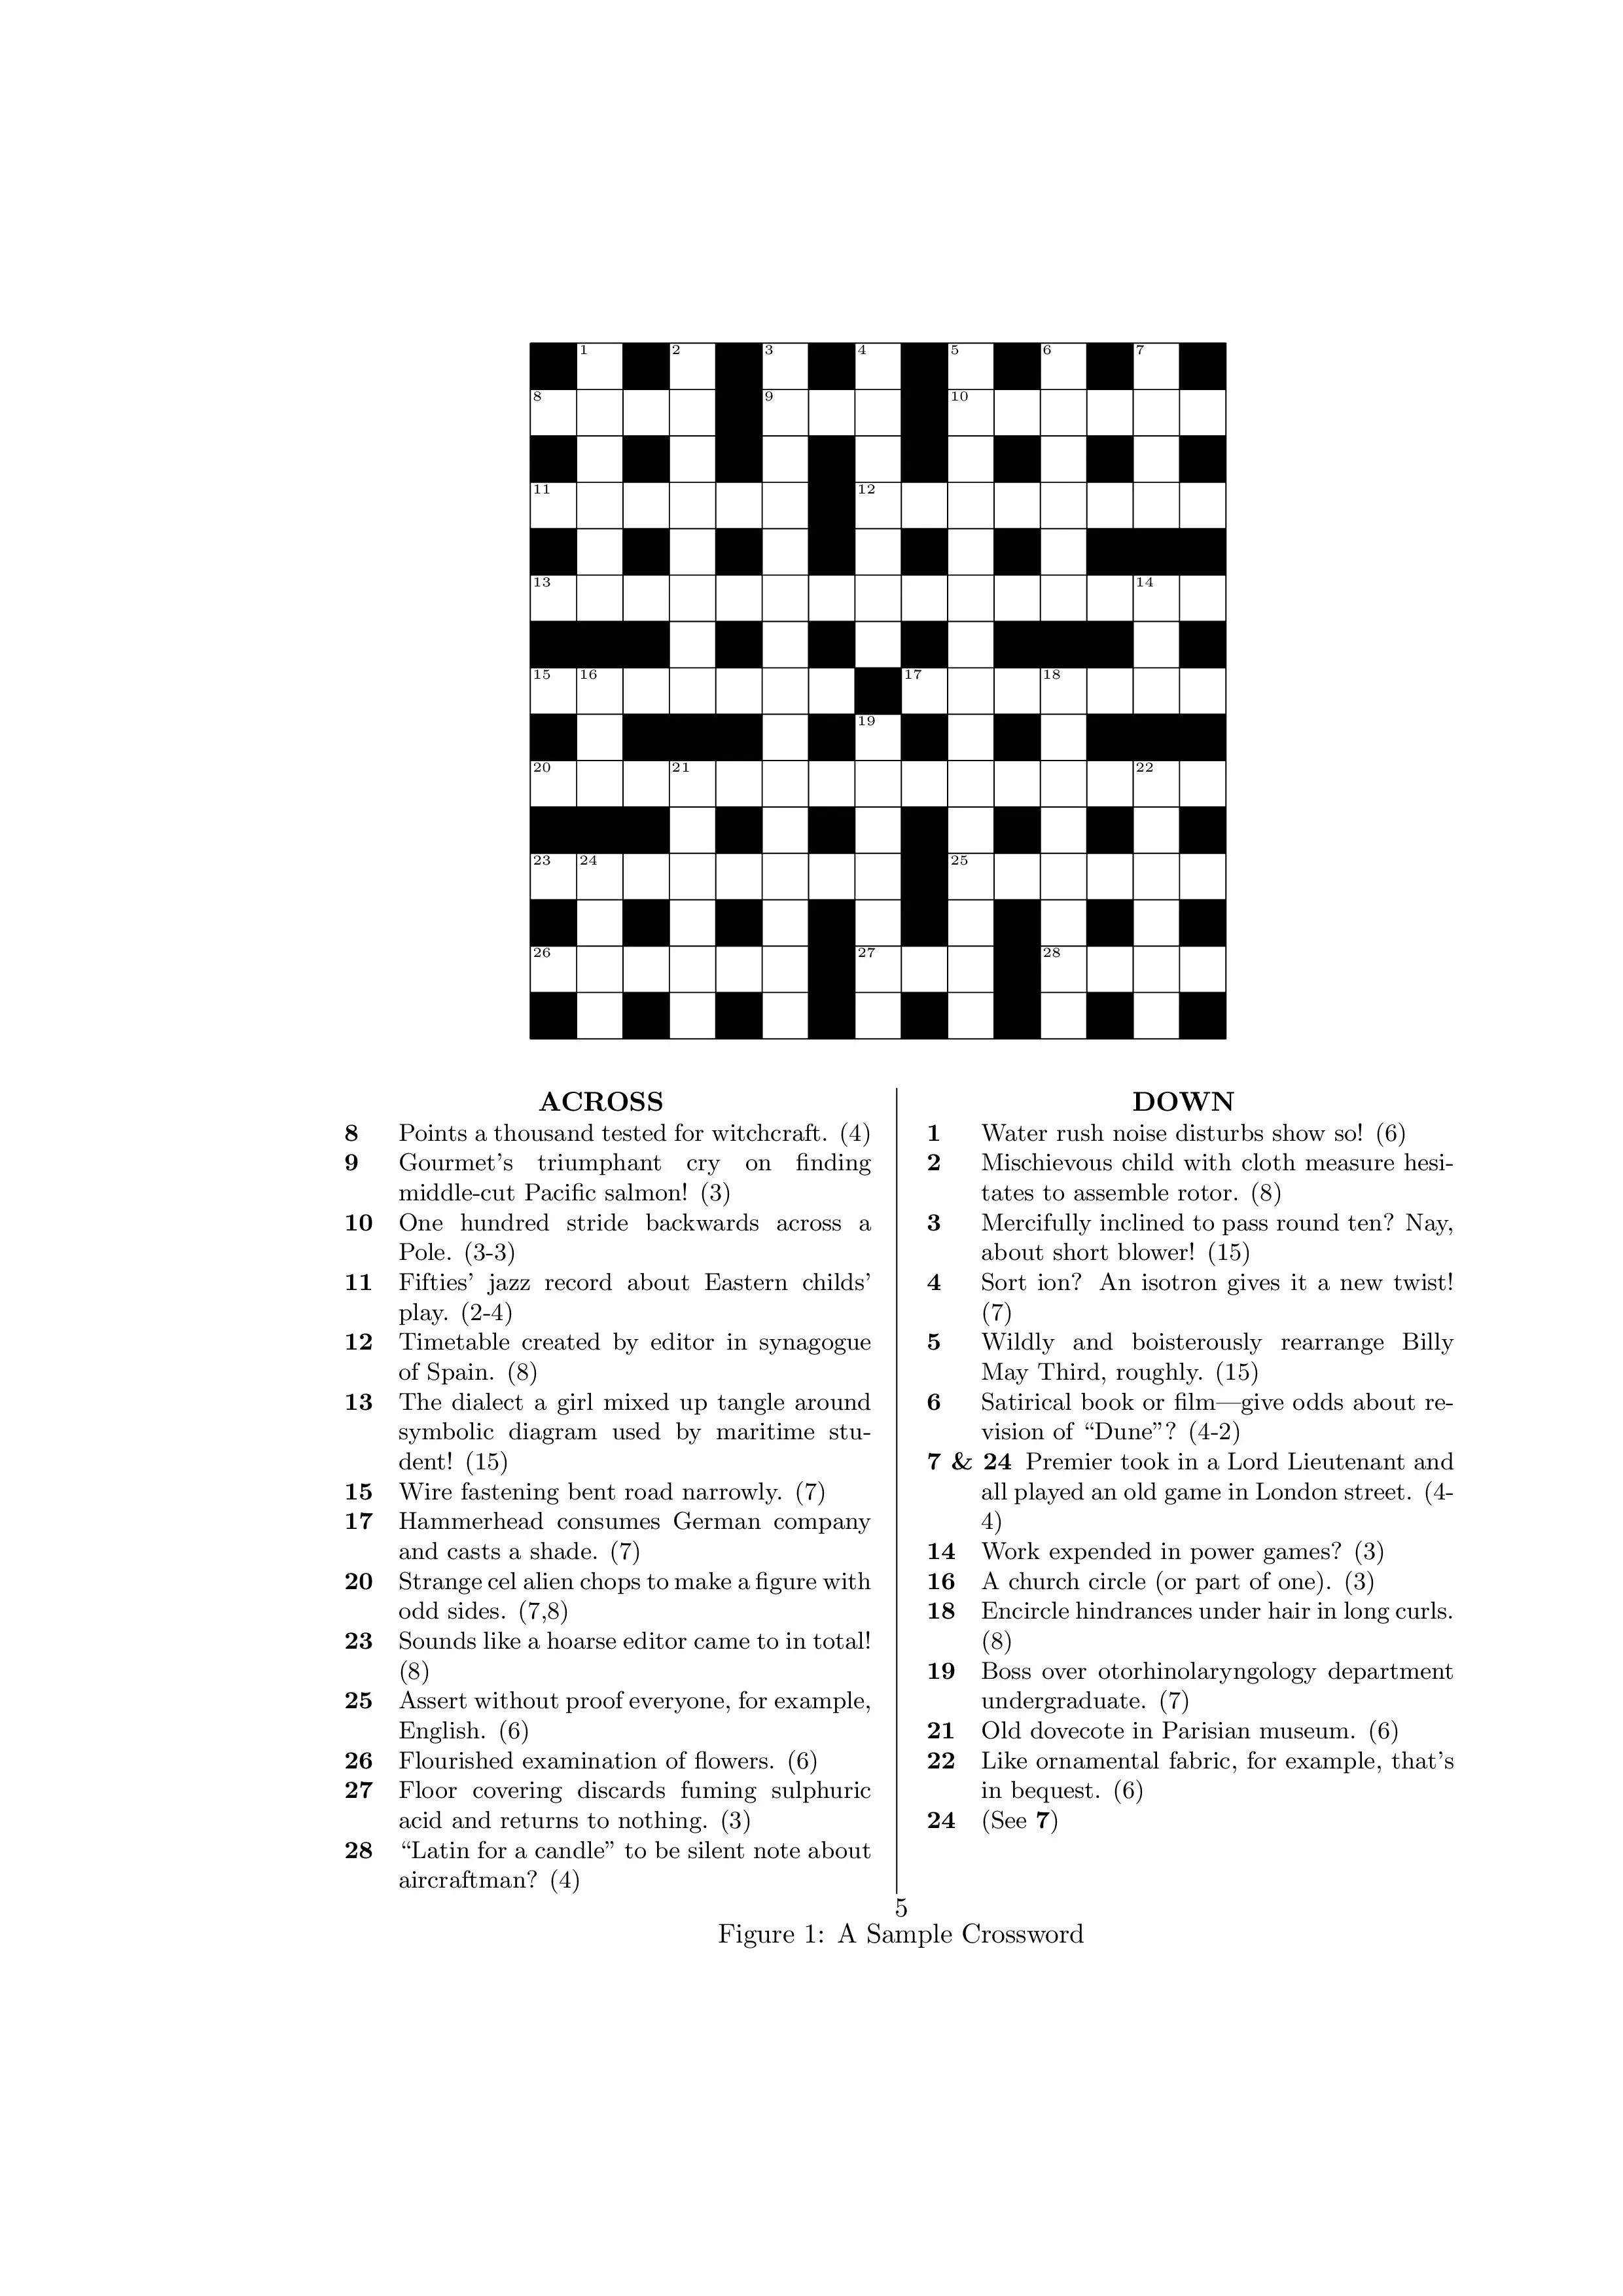 1 2 3 4 5 6 7
8 9 10
11 12
13 14
15 16 17 18
19
20 21 22
23 24 25
26 27 28
ACROSS
8 Points a thousand tested for witchcraft. (4)
9 Gourmet's triumphant cry on finding
middle-cut Pacific salmon! (3)
10 One hundred stride backwards across a
Pole. (3-3)
11 Fifties' jazz record about Eastern childs'
play. (2-4)
12 Timetable created by editor in synagogue
of Spain. (8)
13 The dialect a girl mixed up tangle around
symbolic diagram used by maritime stu-
dent! (15)
15 Wire fastening bent road narrowly. (7)
17 Hammerhead consumes German company
and casts a shade. (7)
20 Strange cel alien chops to make a figure with
odd sides. (7,8)
23 Sounds like a hoarse editor came to in total!
(8)
25 Assert without proof everyone, for example,
English. (6)
26 Flourished examination of flowers. (6)
27 Floor covering discards fuming sulphuric
acid and returns to nothing. (3)
28 “Latin for a candle” to be silent note about
aircraftman? (4)
DOWN
1 Water rush noise disturbs show so! (6)
2 Mischievous child with cloth measure hesi-
tates to assemble rotor. (8)
3 Mercifully inclined to pass round ten? Nay,
about short blower! (15)
4 Sort ion? An isotron gives it a new twist!
(7)
5 Wildly and boisterously rearrange Billy
May Third, roughly. (15)
6 Satirical book or film—give odds about re-
vision of “Dune”? (4-2)
7 & 24 Premier took in a Lord Lieutenant and
all played an old game in London street. (4-
4)
14 Work expended in power games? (3)
16 A church circle (or part of one). (3)
18 Encircle hindrances under hair in long curls.
(8)
19 Boss over otorhinolaryngology department
undergraduate. (7)
21 Old dovecote in Parisian museum. (6)
22 Like ornamental fabric, for example, that's
in bequest. (6)
24 (See 7)
5
Figure 1: A Sample Crossword